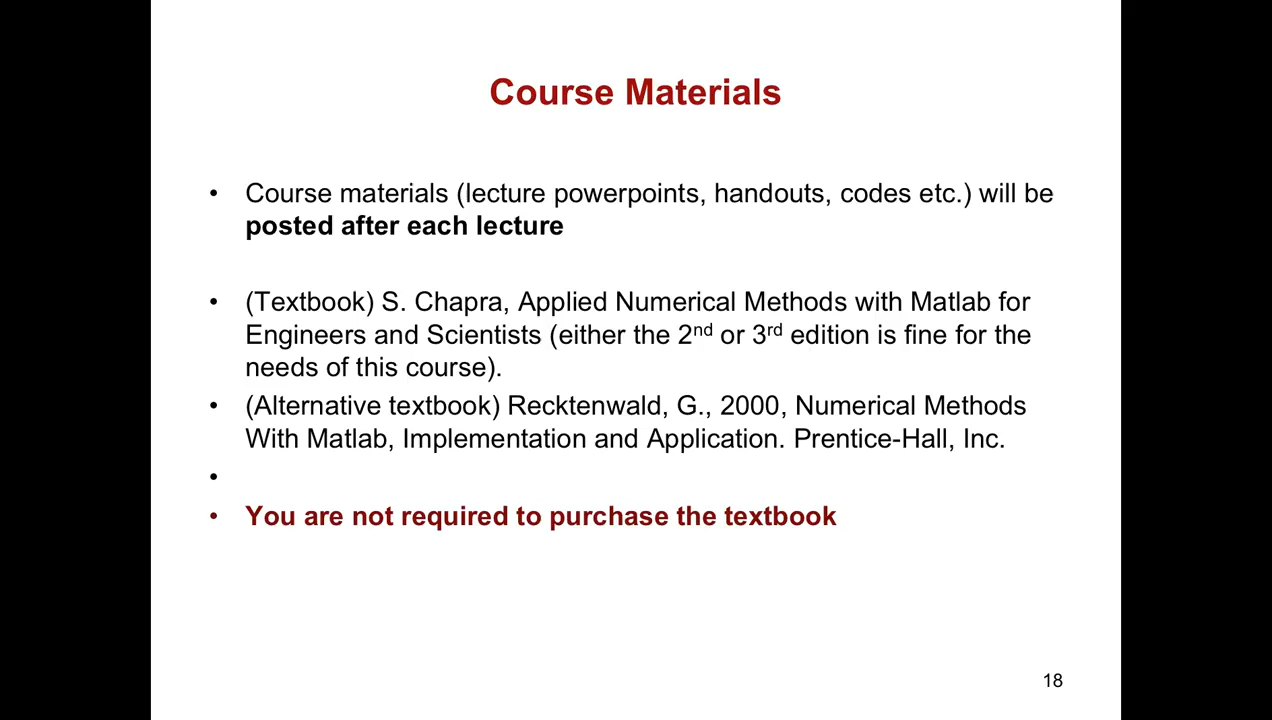 Course Materials
• Course materials (lecture powerpoints, handouts, codes etc.) will be
posted after each lecture
• (Textbook) S. Chapra, Applied Numerical Methods with Matlab for
Engineers and Scientists (either the 2nd or 3rd edition is fine for the
needs of this course).
• (Alternative textbook) Recktenwald, G., 2000, Numerical Methods
With Matlab, Implementation and Application. Prentice-Hall, Inc.
•
• You are not required to purchase the textbook
18